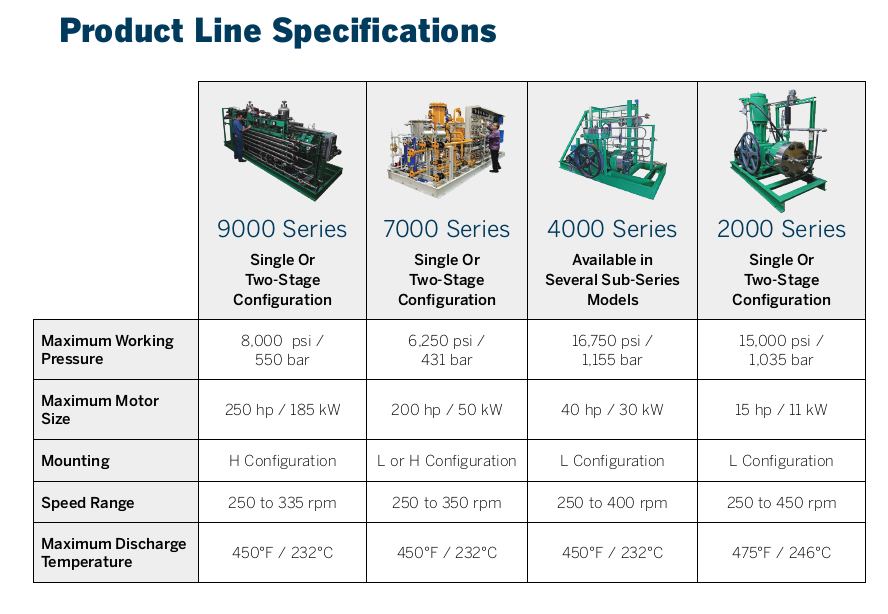 Product Line Specifications
9000 Series
Single Or
Two-Stage
Configuration
7000 Series
Single Or
Two-Stage
Configuration
4000 Series
Available in
Several Sub-Series
Models
2000 Series
Single Or
Two-Stage
Configuration
Maximum Working
Pressure
8,000  psi /
550 bar
6,250 psi /
431 bar
16,750 psi /
1,155 bar
15,000 psi /
1,035 bar
Maximum Motor
Size
250 hp / 185 kW
200 hp / 50 kW
40 hp / 30 kW
15 hp / 11 kW
Mounting
H Configuration
L or H Configuration
L Configuration
L Configuration
Speed Range
250 to 335 rpm
250 to 350 rpm
250 to 400 rpm
250 to 450 rpm
Maximum Discharge
Temperature
450°F / 232°C
450°F / 232°C
450°F / 232°C
475°F / 246°C